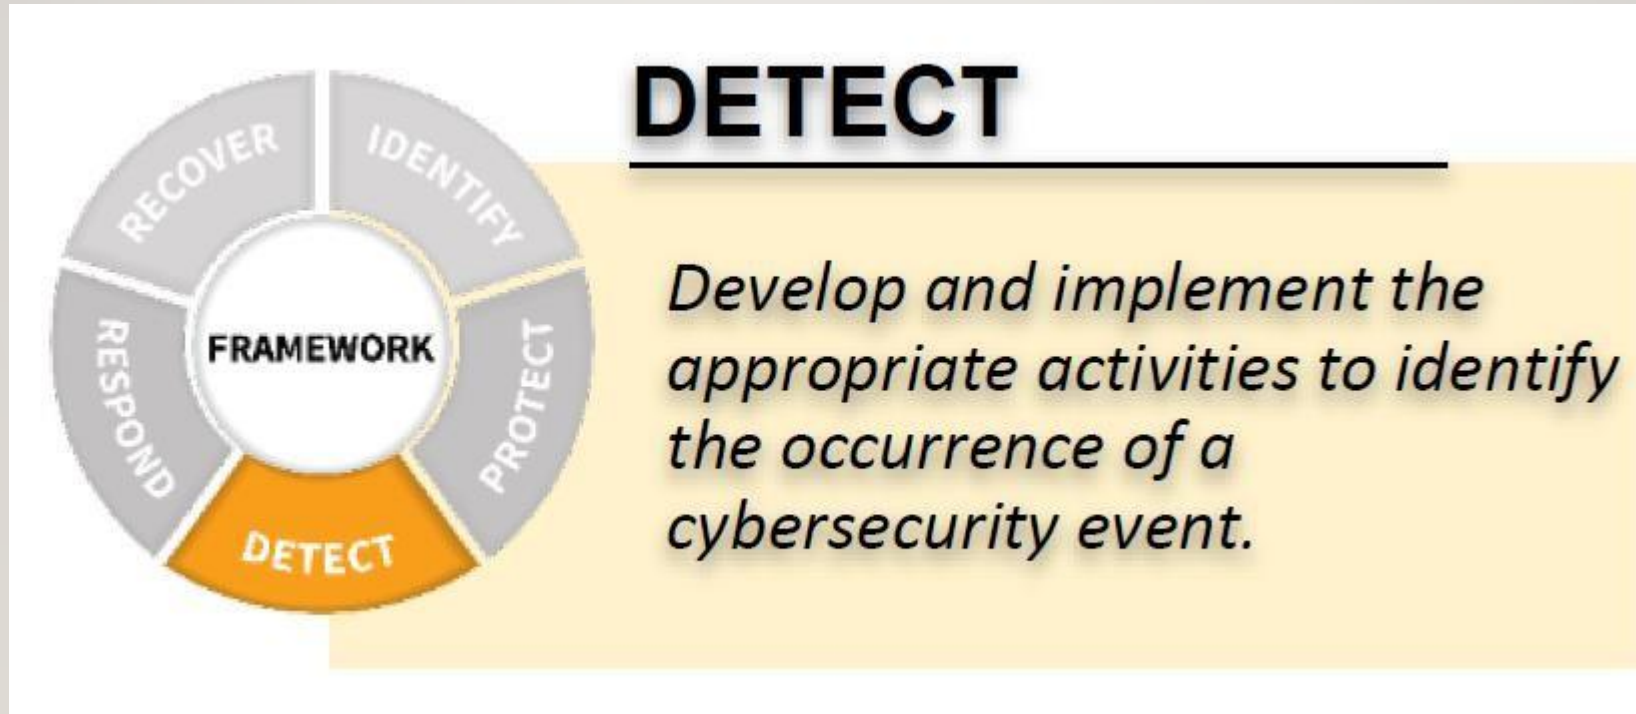 DETECT
RECOVER
IDENTIFY
FRAMEWORK
RESPOND
PROTECT
DETECT
Develop and implement the
appropriate activities to identify
the occurrence of a
cybersecurity event.